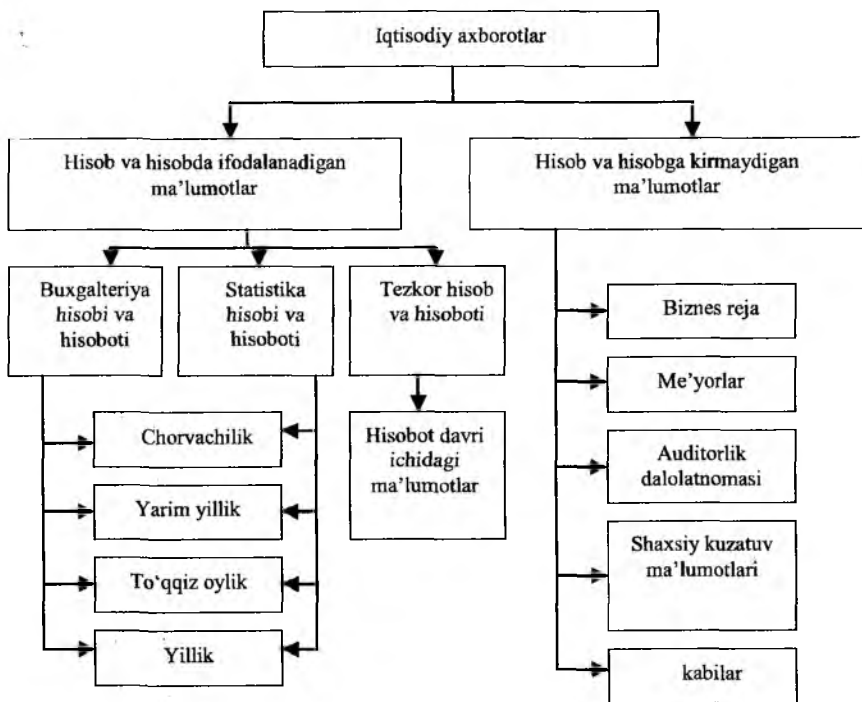 Iqtisodiy axborotlar
Hisob va hisobda ifodalanadigan
ma’lumotlar
Hisob va hisobga kirmaydigan
ma’lumotlar
Buxgalteriya
hisobi va
hisoboti
Statistika
hisobi va
hisoboti
Tezkor hisob
va hisoboti
Chorvachilik
Yarim yillik
To‘qqiz oylik
Yillik
Hisobot davri
ichidagi
ma’lumotlar
Biznes reja
Me’yorlar
Auditorlik
dalolatnomasi
Shaxsiy kuzatuv
ma’lumotlari
kabilar